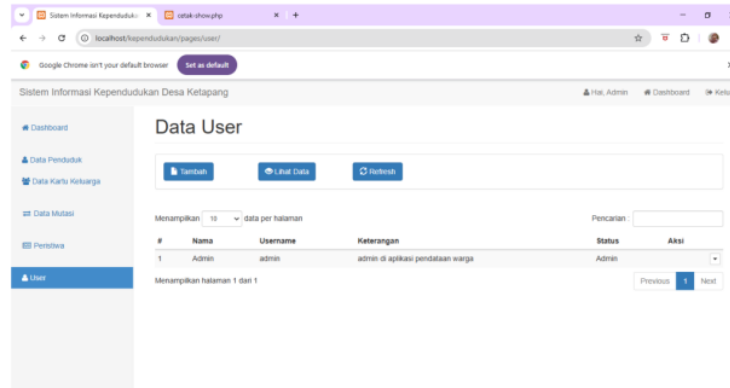 Sistem Informasi Kependuduka
cetak-show.php
localhost/kependudukan/pages/user/
Google Chrome isn't your default browser
Set as default
Sistem Informasi Kependudukan Desa Ketapang
Hai, Admin
Dashboard
Dashboard
Data User
Data Penduduk
Tambah
Lihat Data
Refresh
Data Kartu Keluarga
Data Mutasi
Menampilkan 10 data per halaman
Pencarian :
Peristiwa
# Nama Username Keterangan Status Aksi
1 Admin admin admin di aplikasi pendataan warga Admin
User
Menampilkan halaman 1 dari 1
Previous 1 Next